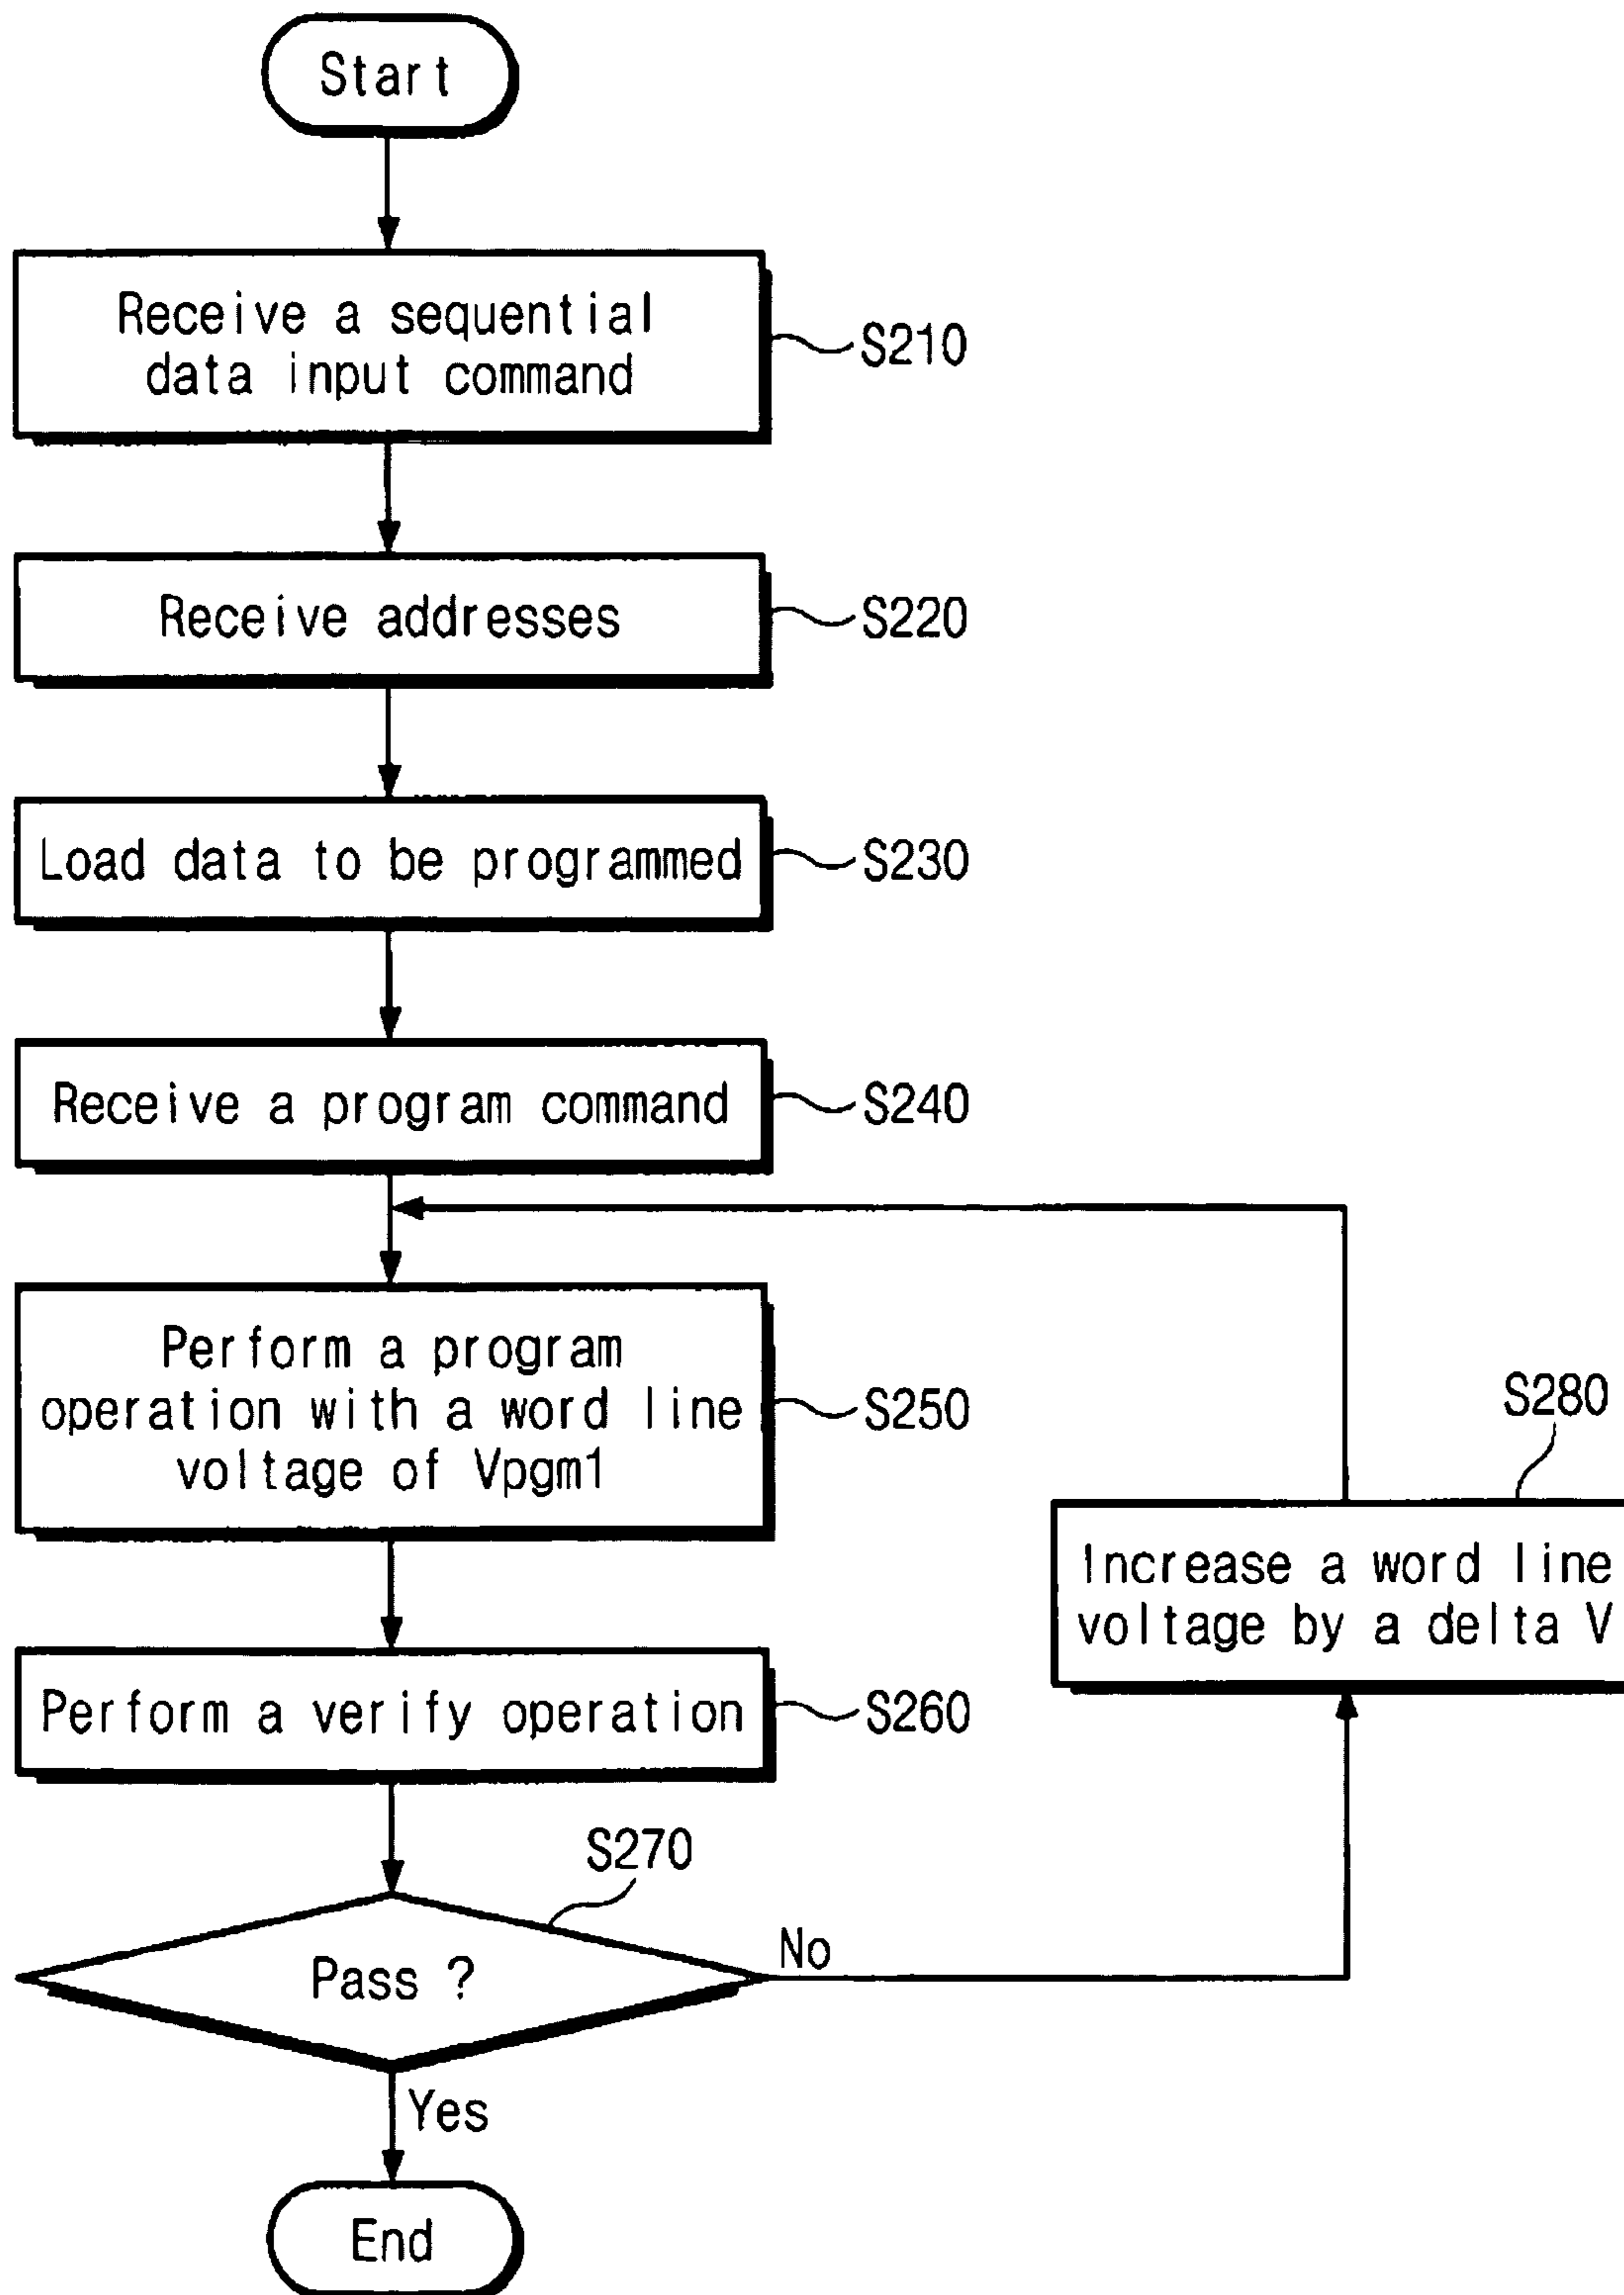 Start
Receive a sequential
data input command
S210
Receive addresses
S220
Load data to be programmed
S230
Receive a program command
S240
Perform a program
operation with a word line
voltage of Vpgm1
S250
S280
Increase a word line
voltage by a delta V
Perform a verify operation
S260
S270
Pass ?
No
Yes
End